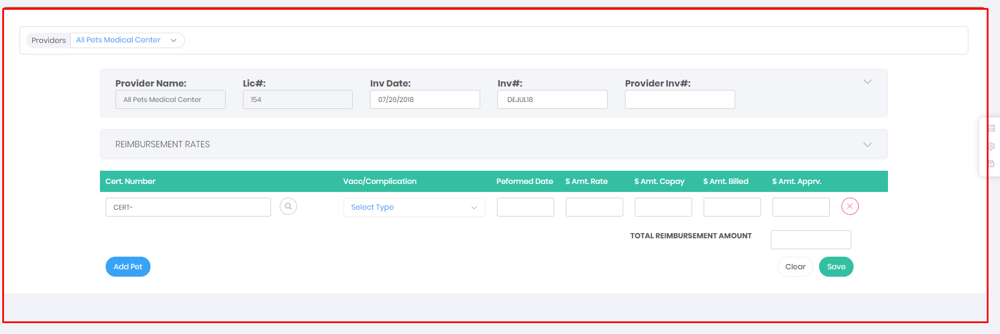 Providers All Pets Medical Center
Provider Name: Lic#: Inv Date: Inv#: Provider Inv#:
All Pets Medical Center 154 07/26/2018 DEJUL18
REIMBURSEMENT RATES
Cert. Number Vacc/Complication Peformed Date $ Amt. Rate $ Amt. Copay $ Amt. Billed $ Amt. Apprv.
CERT- Select Type
TOTAL REIMBURSEMENT AMOUNT
Add Pet Clear Save